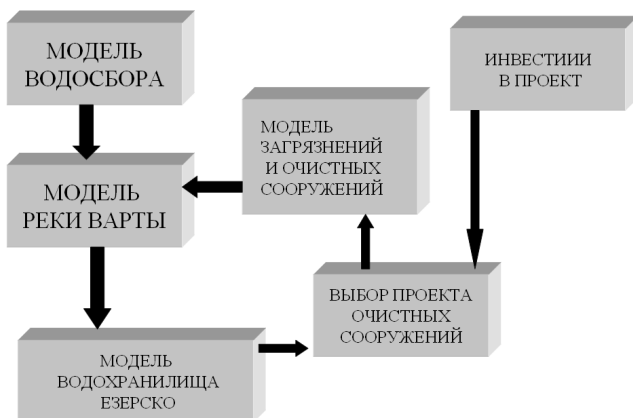 МОДЕЛЬ
ВОДОСБОРА
ИНВЕСТИИИ
В ПРОЕКТ
МОДЕЛЬ
ЗАГРЯЗНЕНИЙ
И ОЧИСТНЫХ
СООРУЖЕНИЙ
МОДЕЛЬ
РЕКИ ВАРТЫ
ВЫБОР ПРОЕКТА
ОЧИСТНЫХ
СООРУЖЕНИЙ
МОДЕЛЬ
ВОДОХРАНИЛИЩА
ЕЗЕРСКО